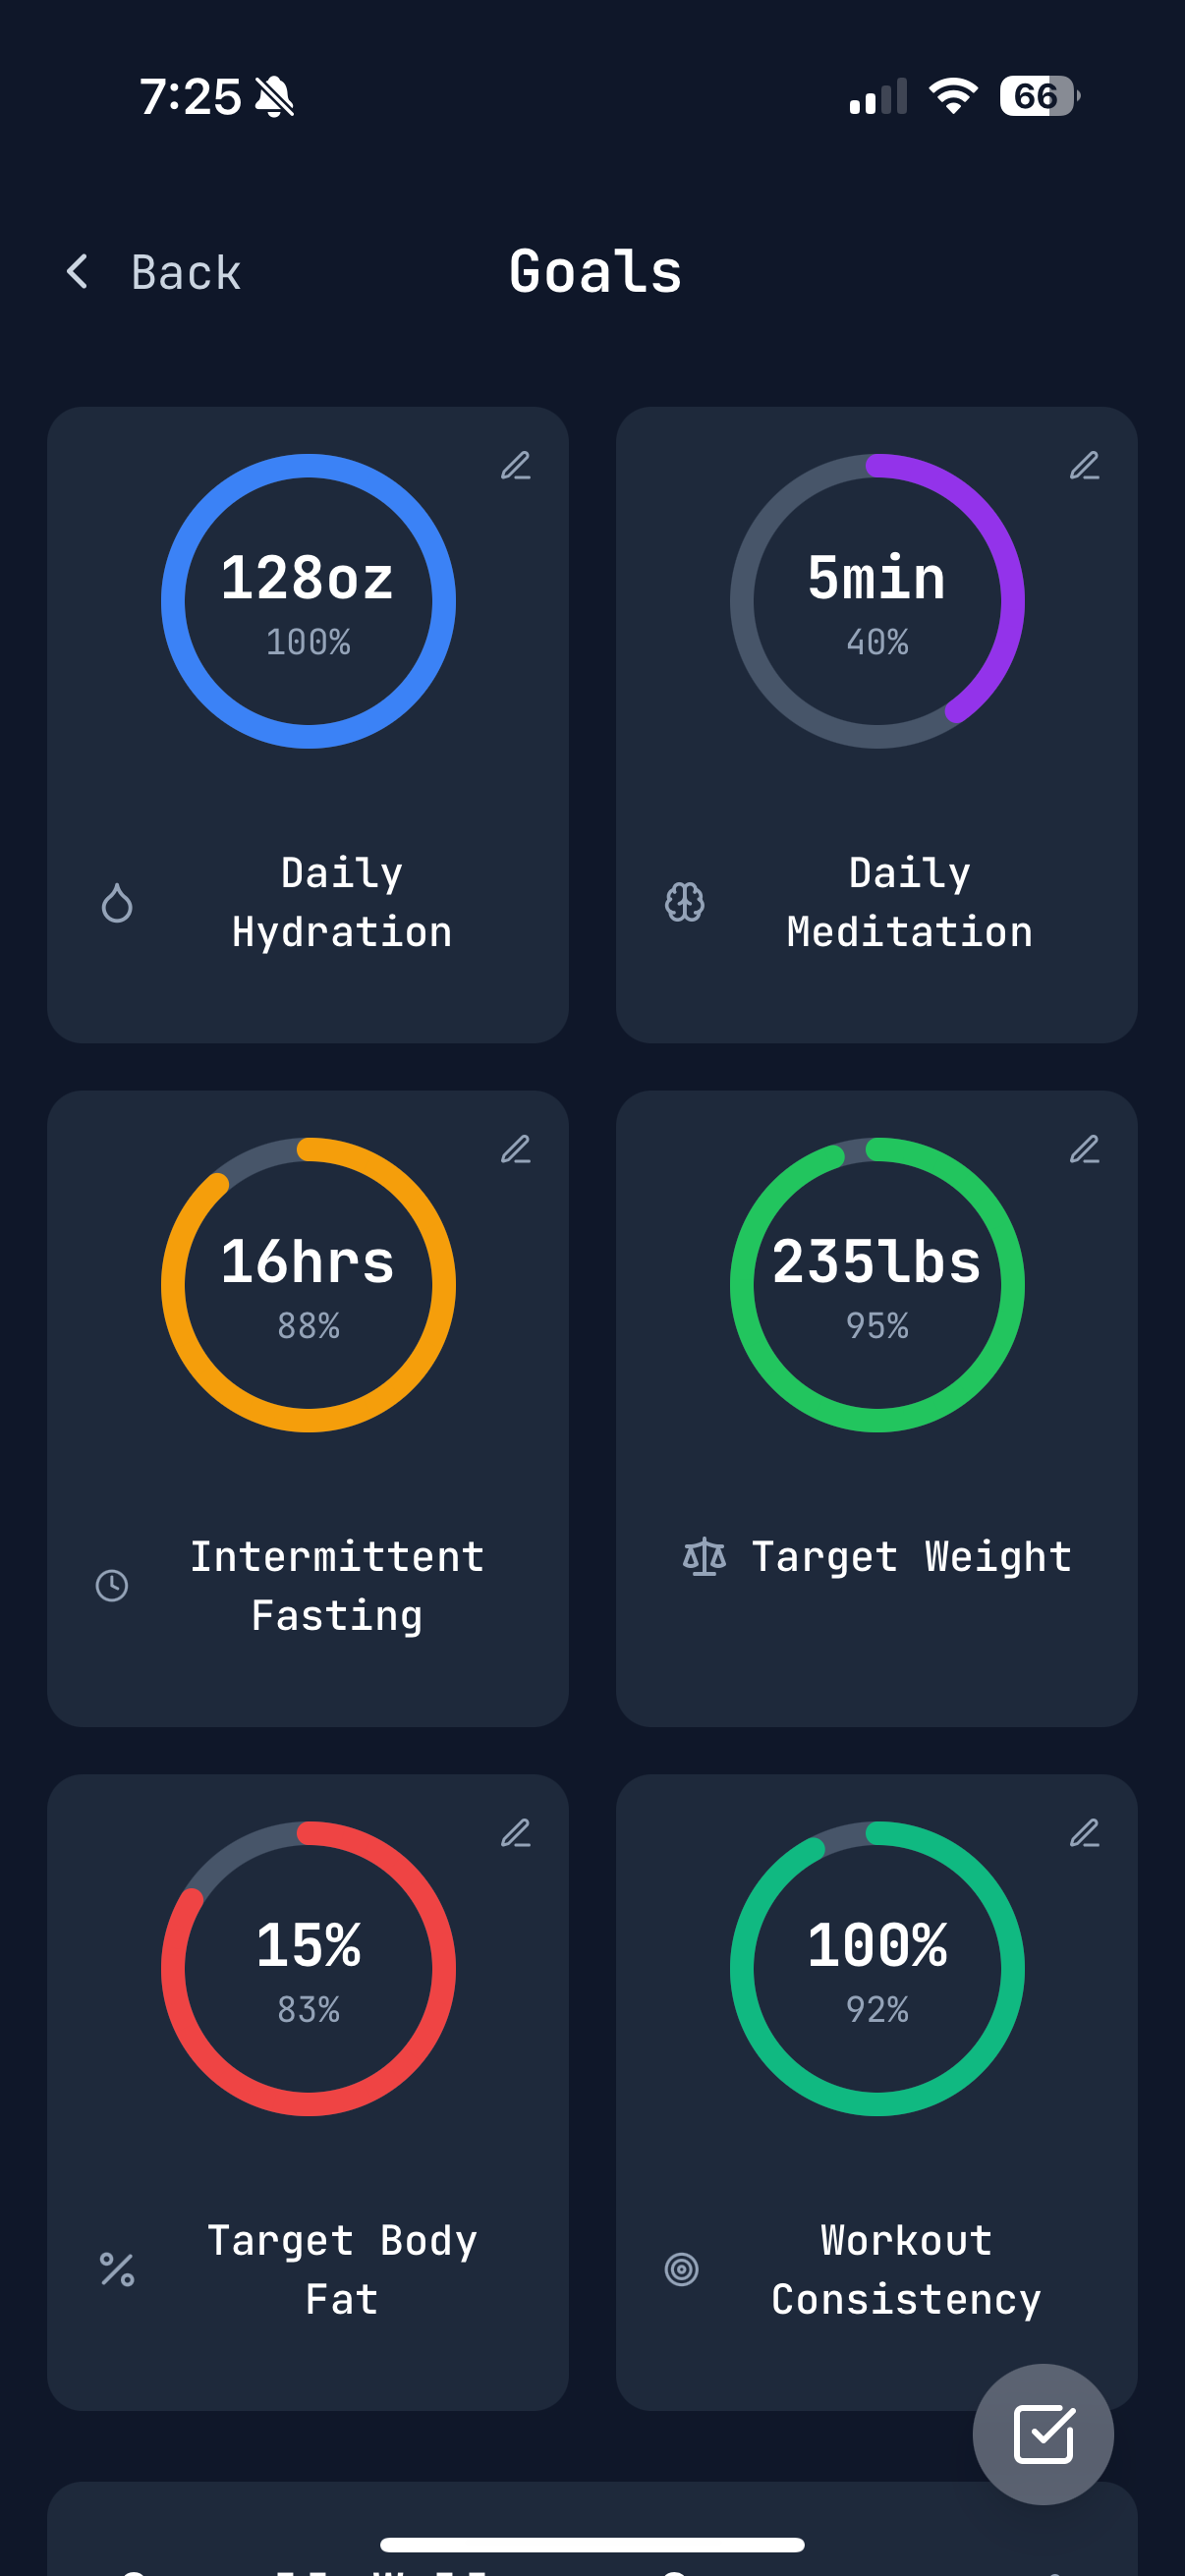 7:25
66
Back
Goals
128oz
100%
5min
40%
Daily
Hydration
Daily
Meditation
16hrs
88%
235lbs
95%
Intermittent
Fasting
Target Weight
15%
83%
100%
92%
Target Body
Fat
Workout
Consistency